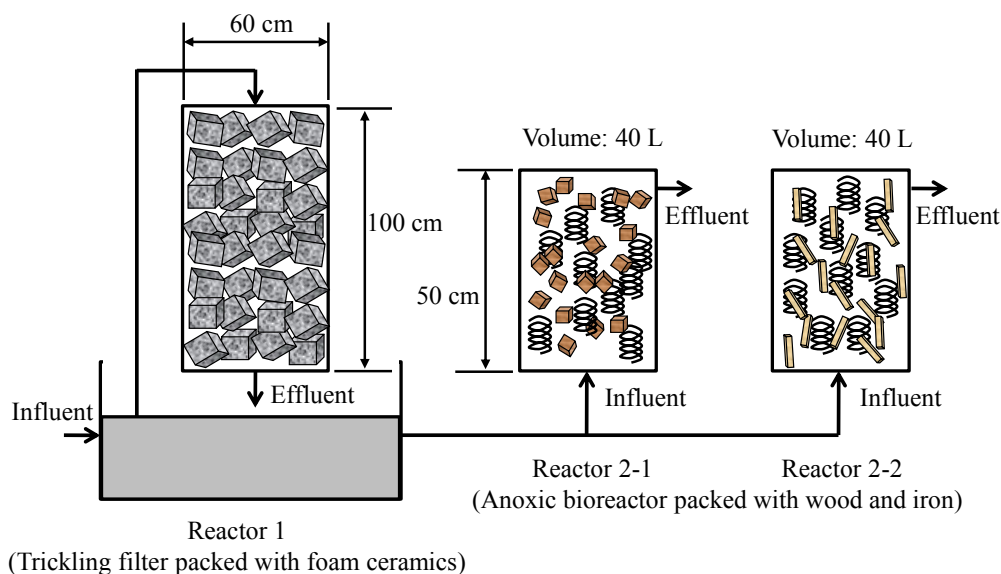 60 cm
100 cm
Influent
Effluent
Reactor 1
(Trickling filter packed with foam ceramics)
Volume: 40 L
Volume: 40 L
Effluent
Effluent
50 cm
Influent
Influent
Reactor 2-1
Reactor 2-2
(Anoxic bioreactor packed with wood and iron)